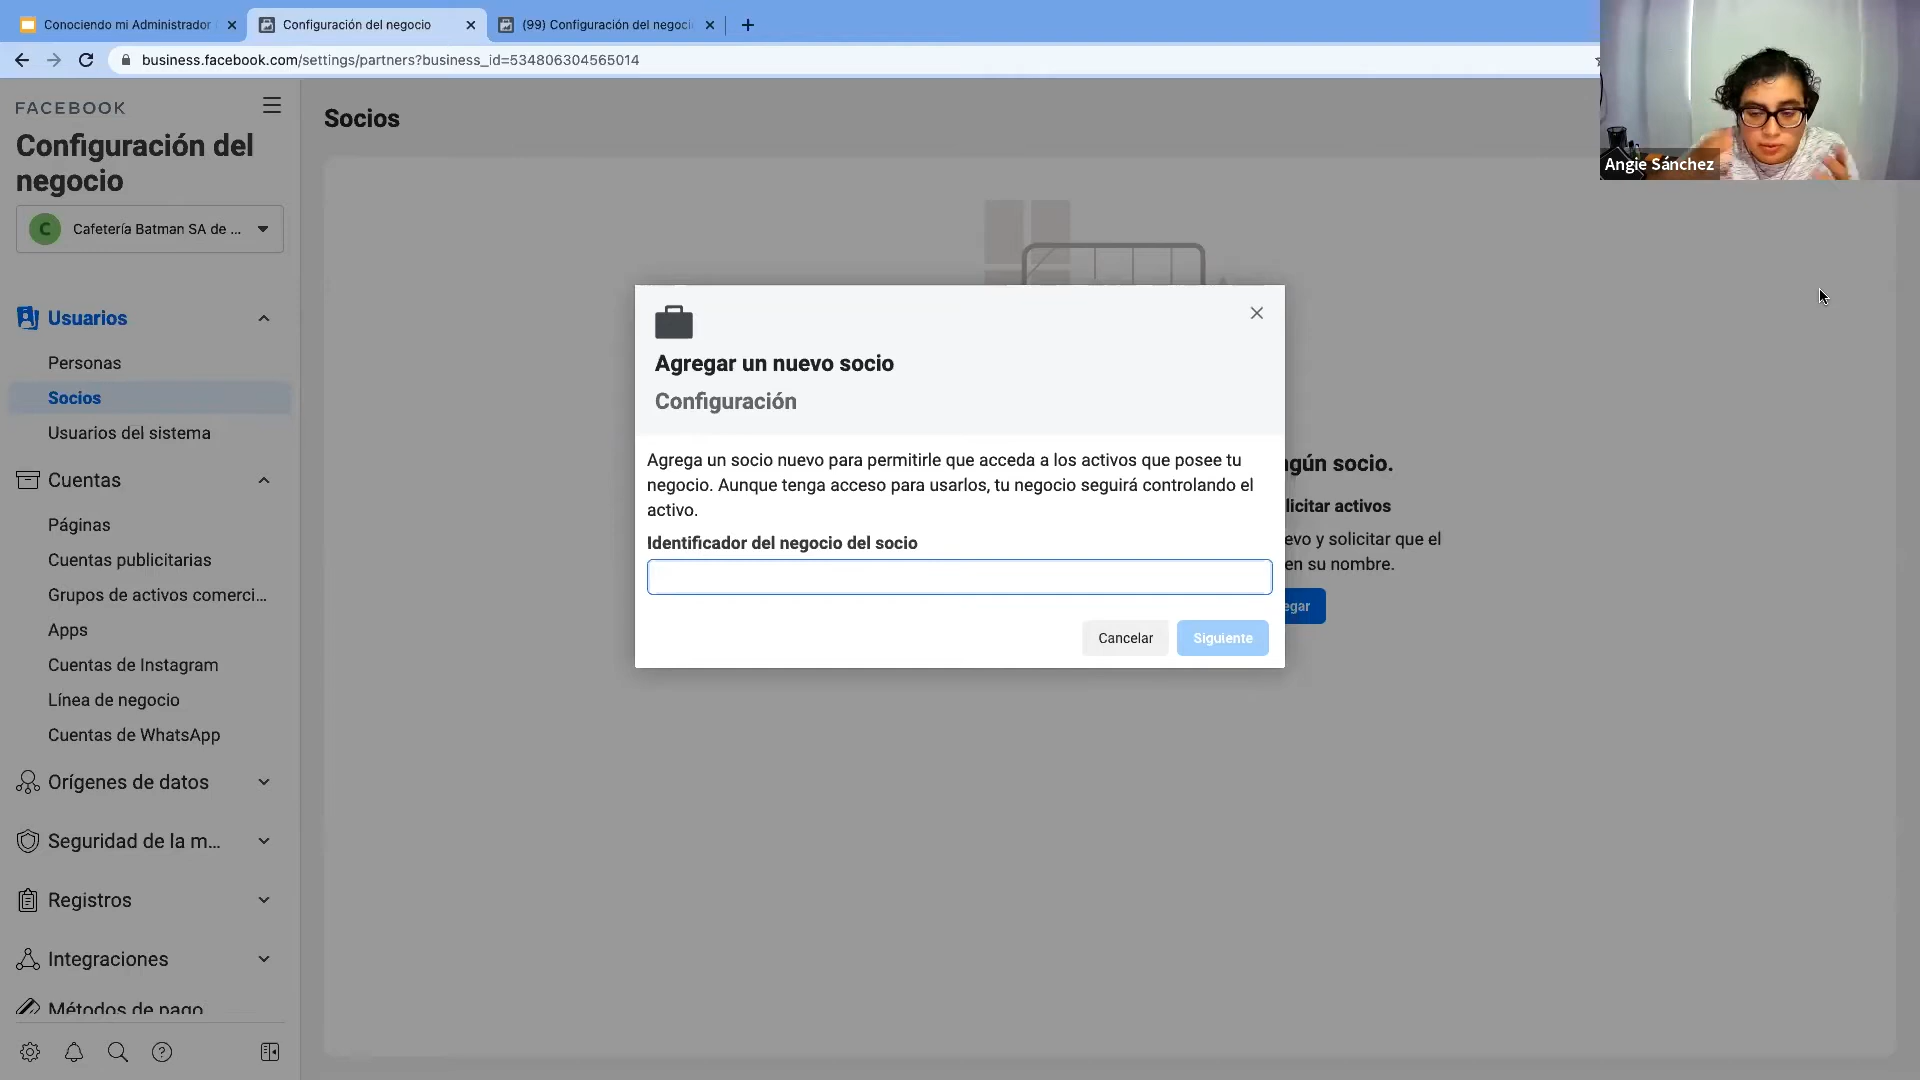 Conociendo mi Administrador
Configuración del negocio
(99) Configuración del negoci
business.facebook.com/settings/partners?business_id=534806304565014
Angie Sánchez
FACEBOOK
Configuración del
negocio
C
Cafetería Batman SA de ...
Usuarios
Personas
Socios
Usuarios del sistema
Cuentas
Páginas
Cuentas publicitarias
Grupos de activos comerci...
Apps
Cuentas de Instagram
Línea de negocio
Cuentas de WhatsApp
Orígenes de datos
Seguridad de la m...
Registros
Integraciones
Métodos de pago
Socios
Agregar un nuevo socio
Configuración
Agrega un socio nuevo para permitirle que acceda a los activos que posee tu
negocio. Aunque tenga acceso para usarlos, tu negocio seguirá controlando el
activo.
Identificador del negocio del socio
Cancelar
Siguiente
ngún socio.
licitar activos
evo y solicitar que el
en su nombre.
egar